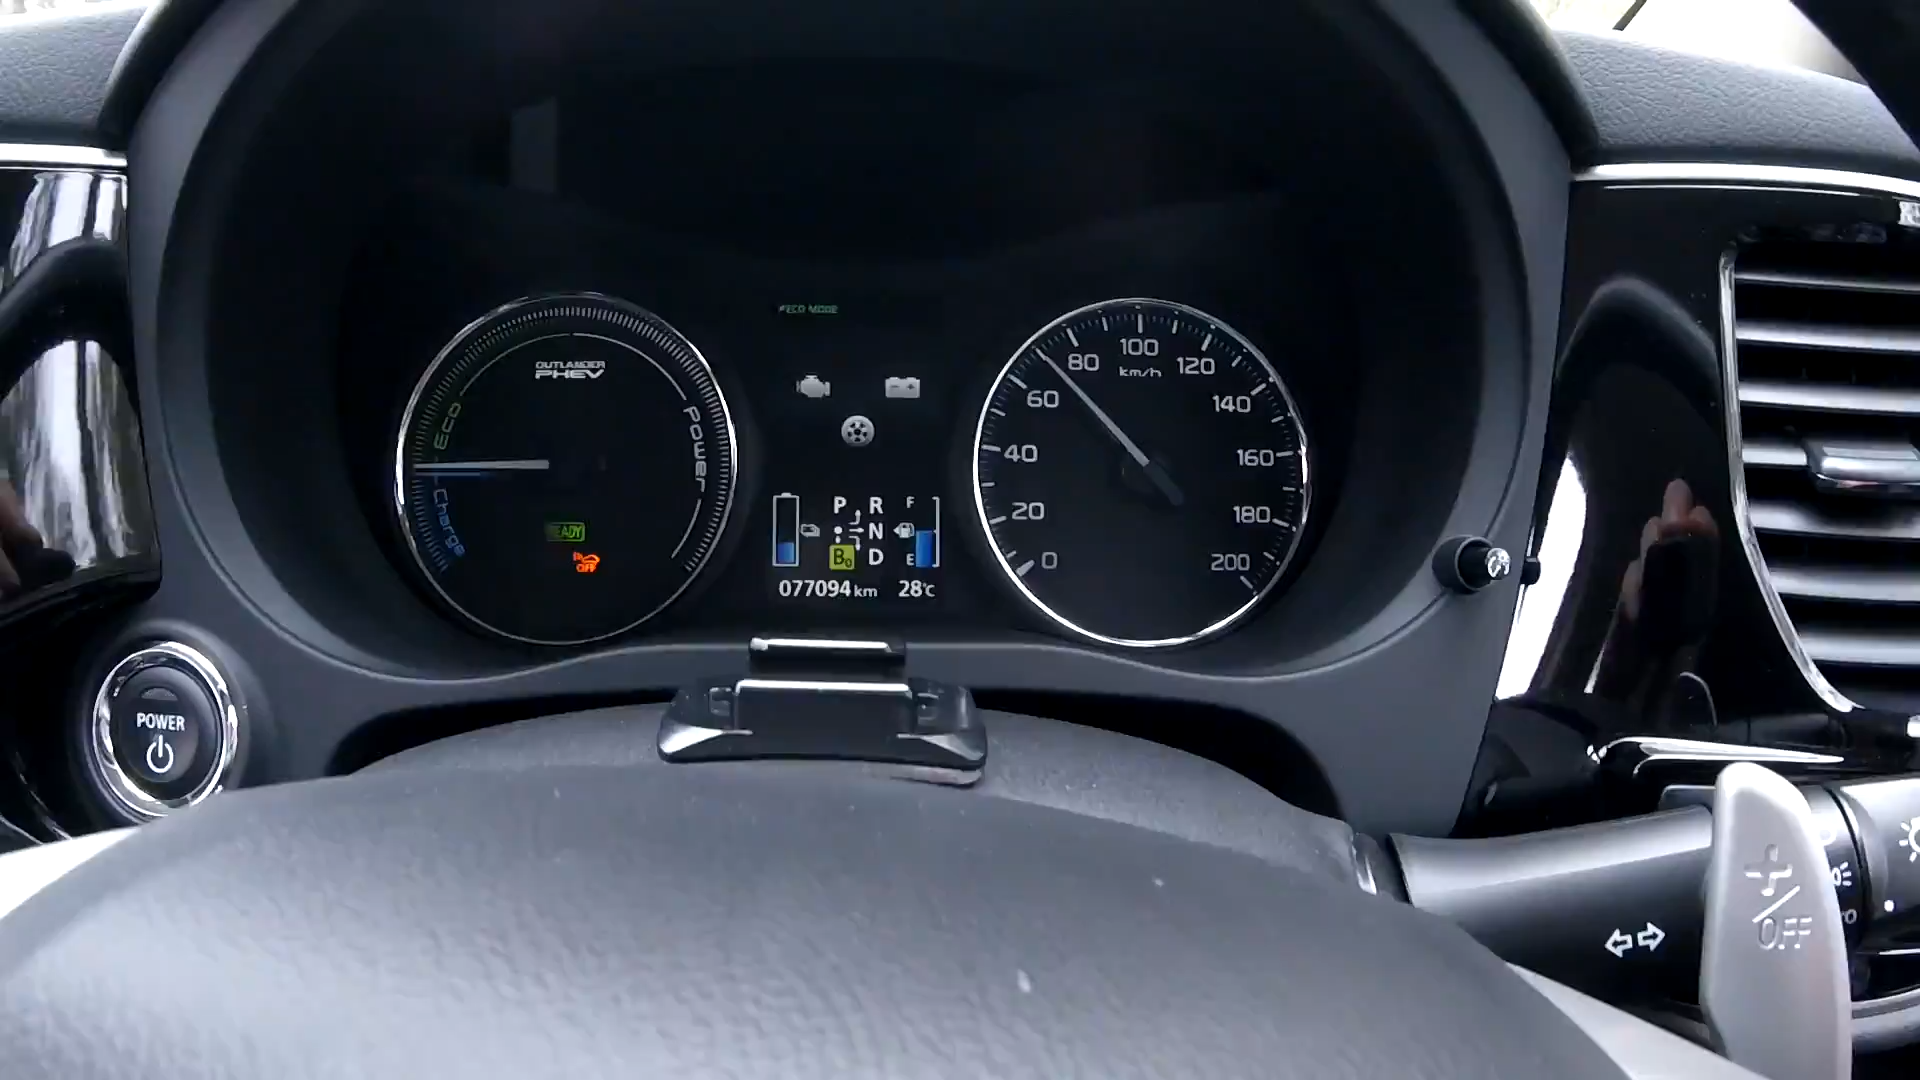 ECO MODE
OUTLANDER
PHEV
Eco
Charge
Power
READY
OFF
P R
N
B0 D
F
E
077094 km 28℃
0
20
40
60
80
100
120
140
160
180
200
km/h
POWER
+/OFF